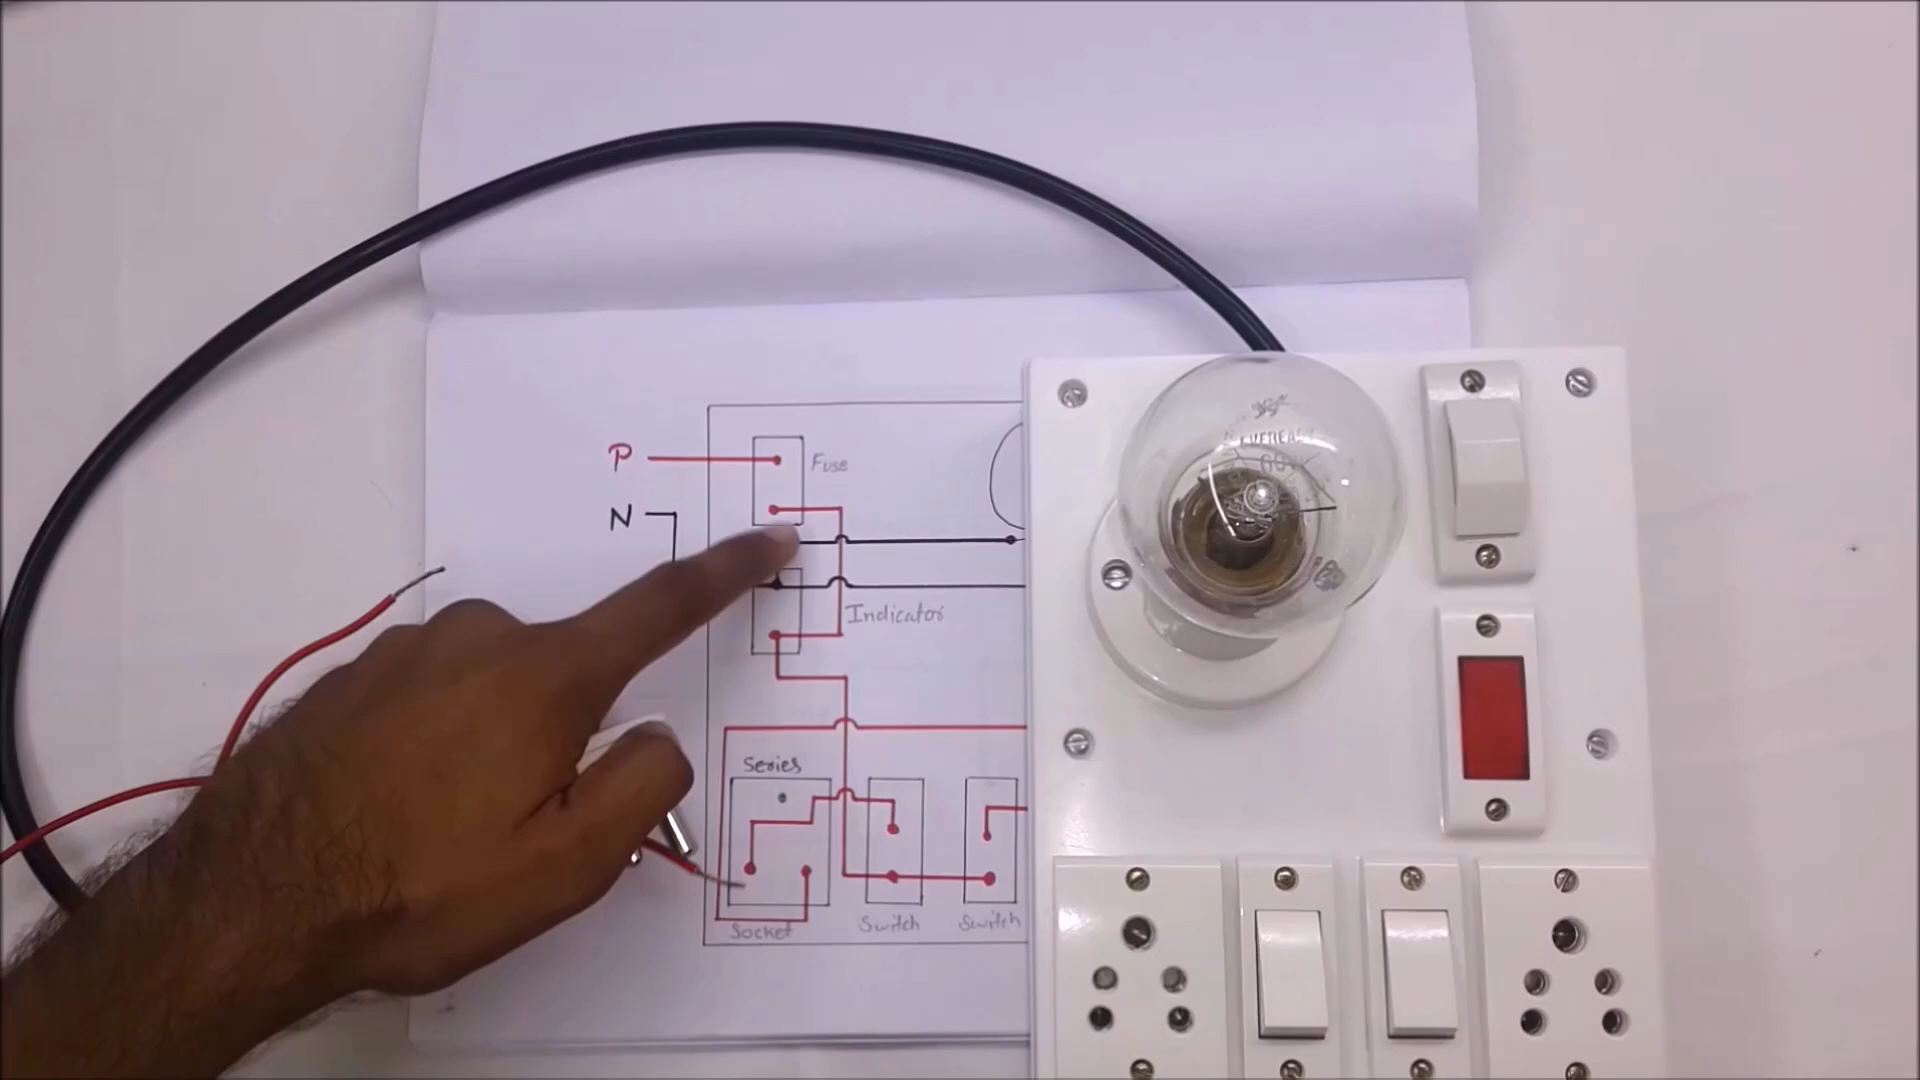 P
Fuse
N
Indicator
Series
Socket
Switch
Switch